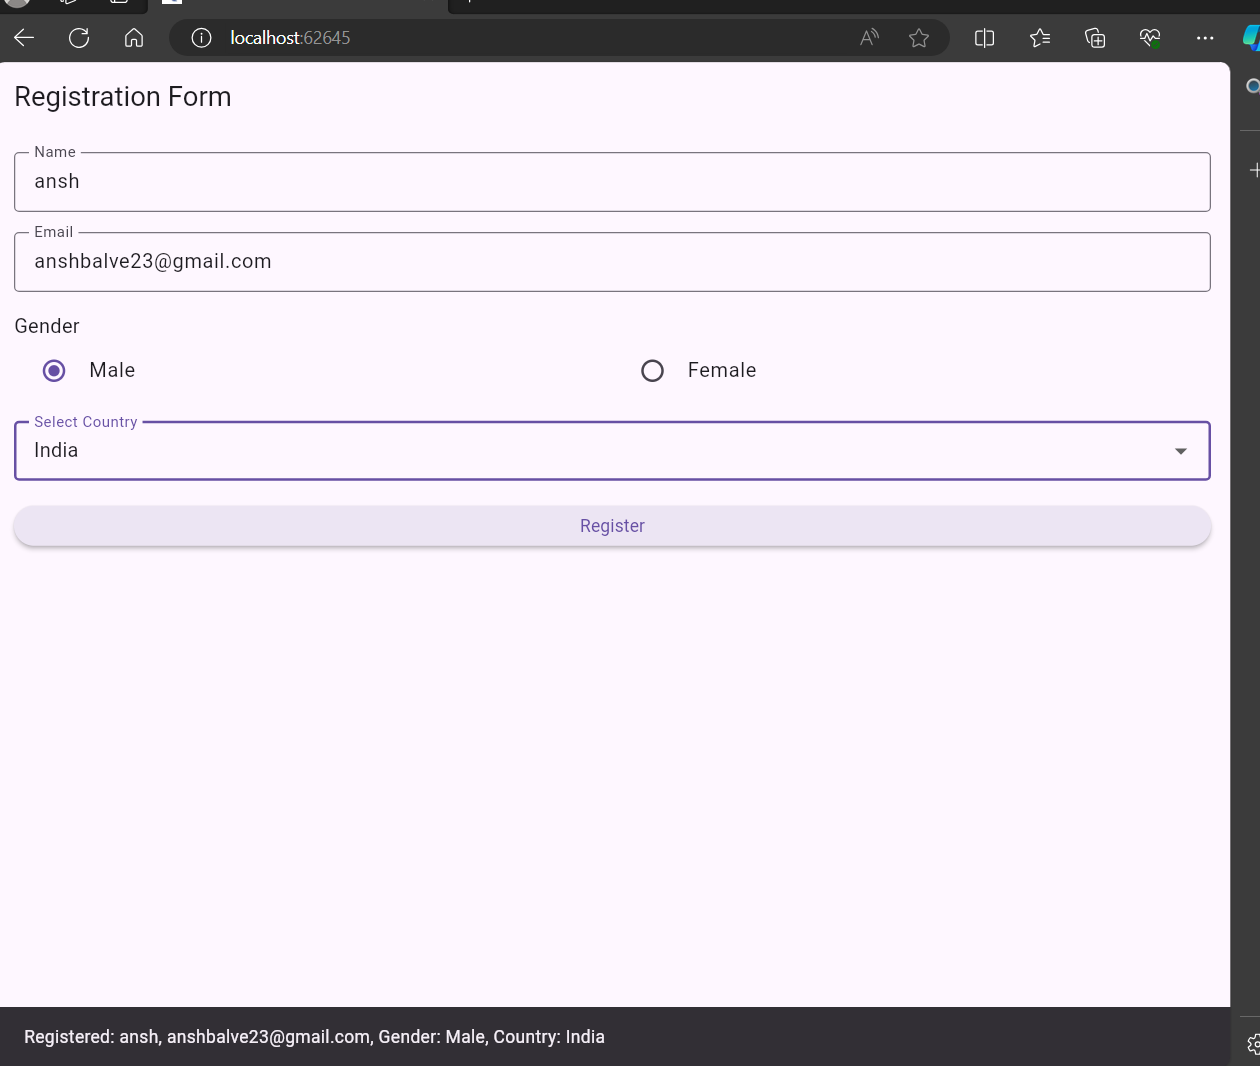 localhost:62645
Registration Form
Name
ansh
Email
anshbalve23@gmail.com
Gender
Male Female
Select Country
India
Register
Registered: ansh, anshbalve23@gmail.com, Gender: Male, Country: India